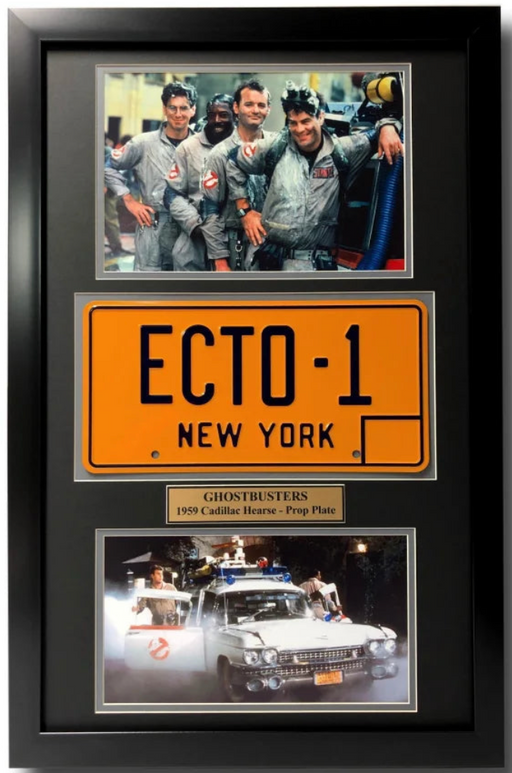 ECTO-1
NEW YORK
GHOSTBUSTERS
1959 Cadillac Hearse - Prop Plate